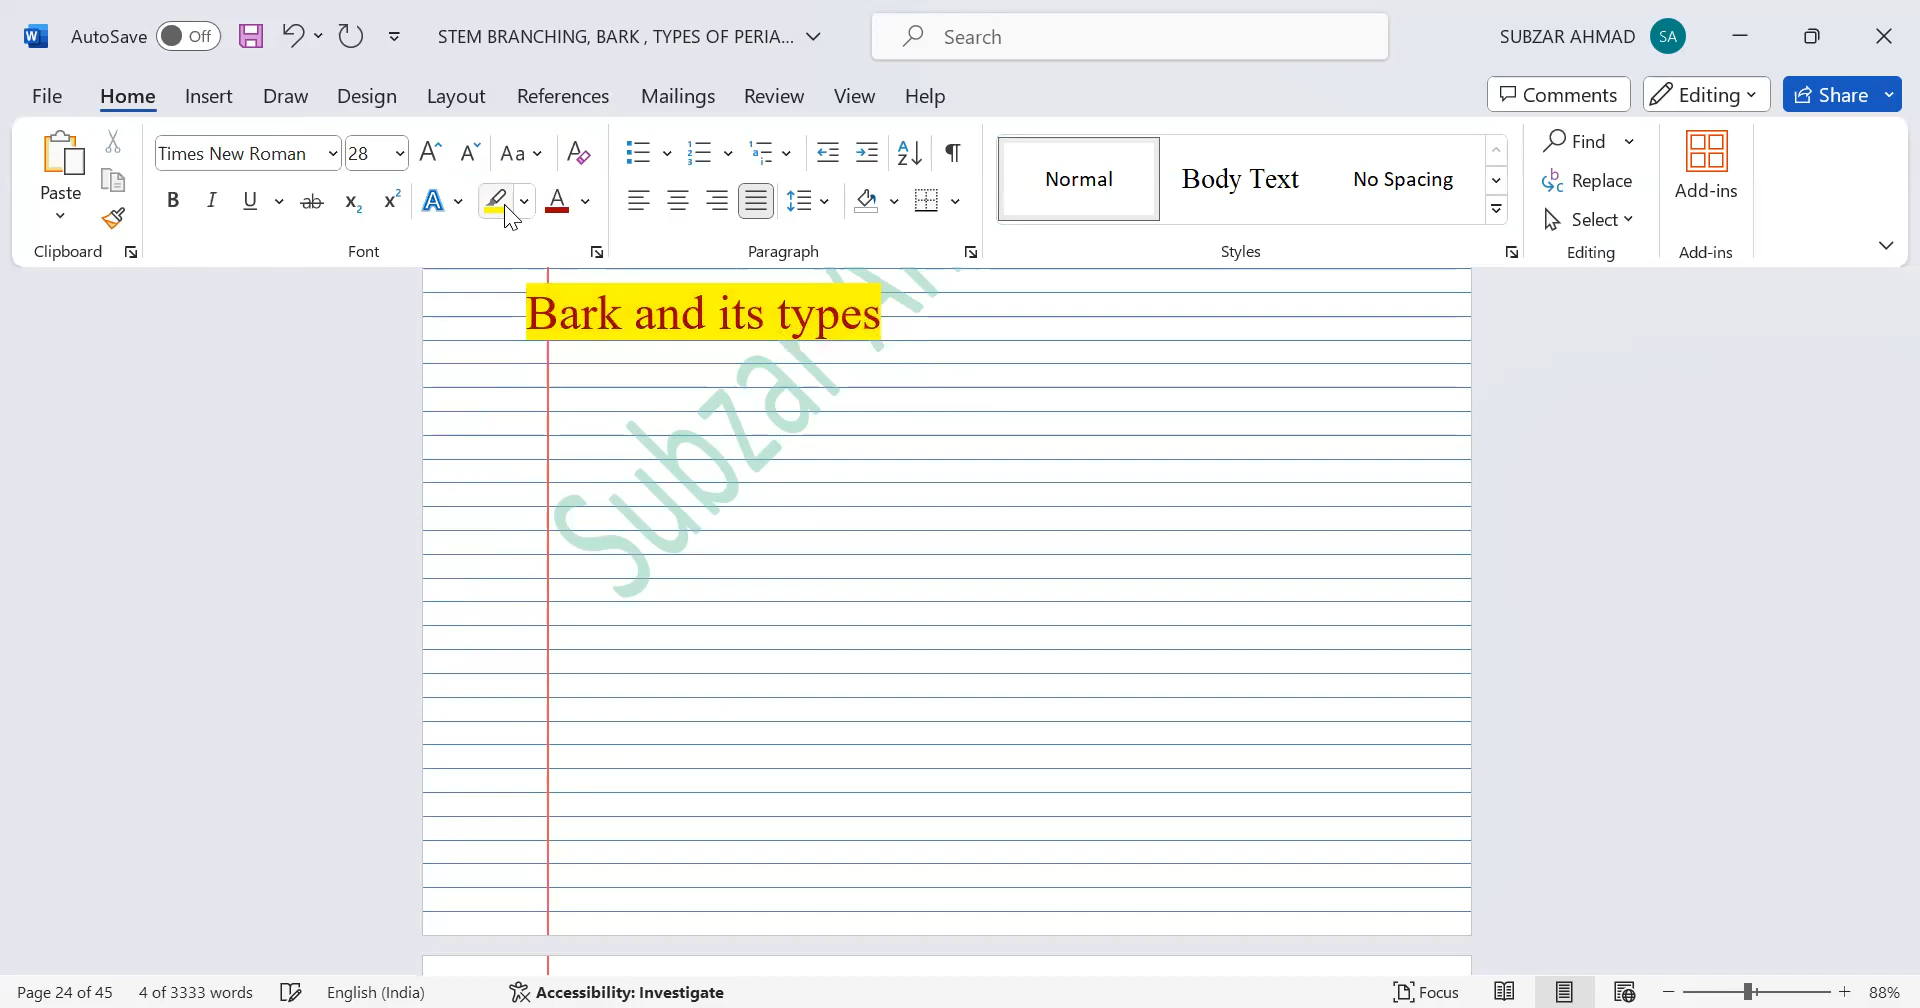 AutoSave Off STEM BRANCHING, BARK , TYPES OF PERIA... Search SUBZAR AHMAD SA
File Home Insert Draw Design Layout References Mailings Review View Help Comments Editing Share
Paste
Clipboard
Times New Roman 28 Aa
B I U ab x₂ x² A A
Font
Paragraph
Normal Body Text No Spacing
Styles
Find
Replace
Select
Editing
Add-ins
Add-ins
Bark and its types
Subzar
Page 24 of 45 4 of 3333 words English (India) Accessibility: Investigate Focus 88%